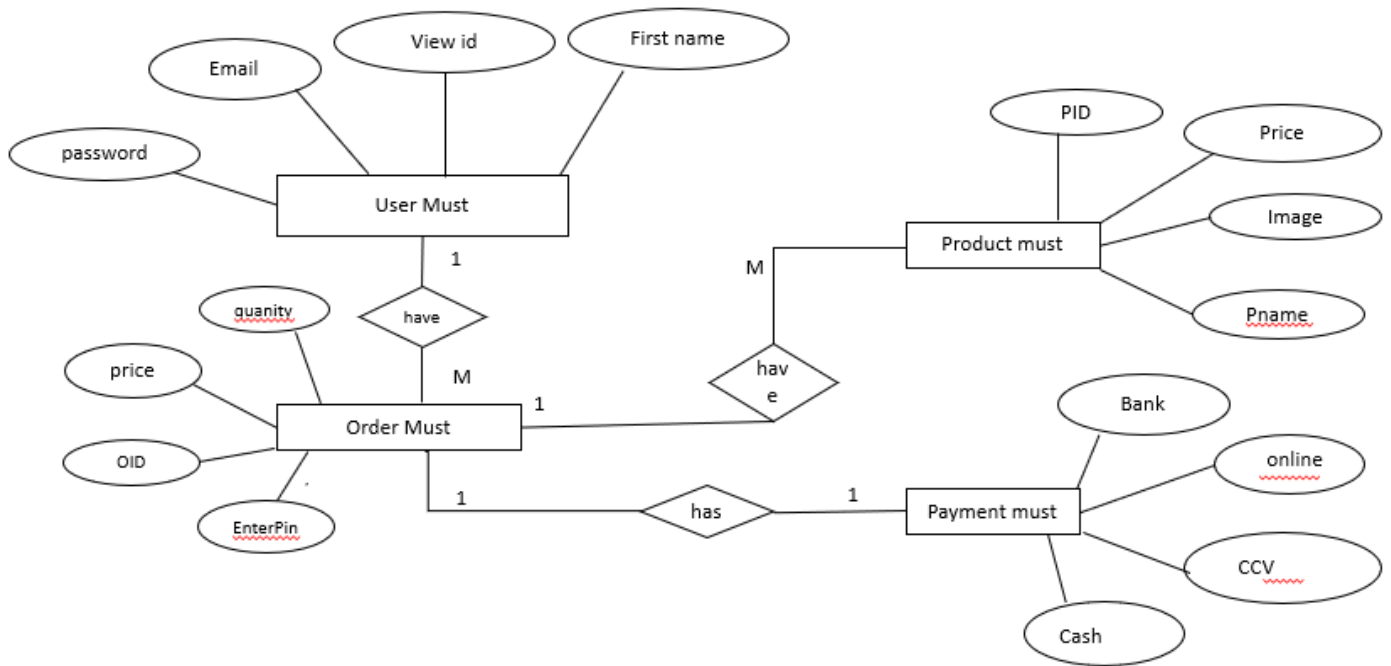 View id
First name
Email
password
User Must
1
have
M
quanity
price
OID
EnterPin
Order Must
1
hav
e
M
PID
Price
Image
Pname
Product must
1
has
1
Payment must
Bank
online
CCV
Cash